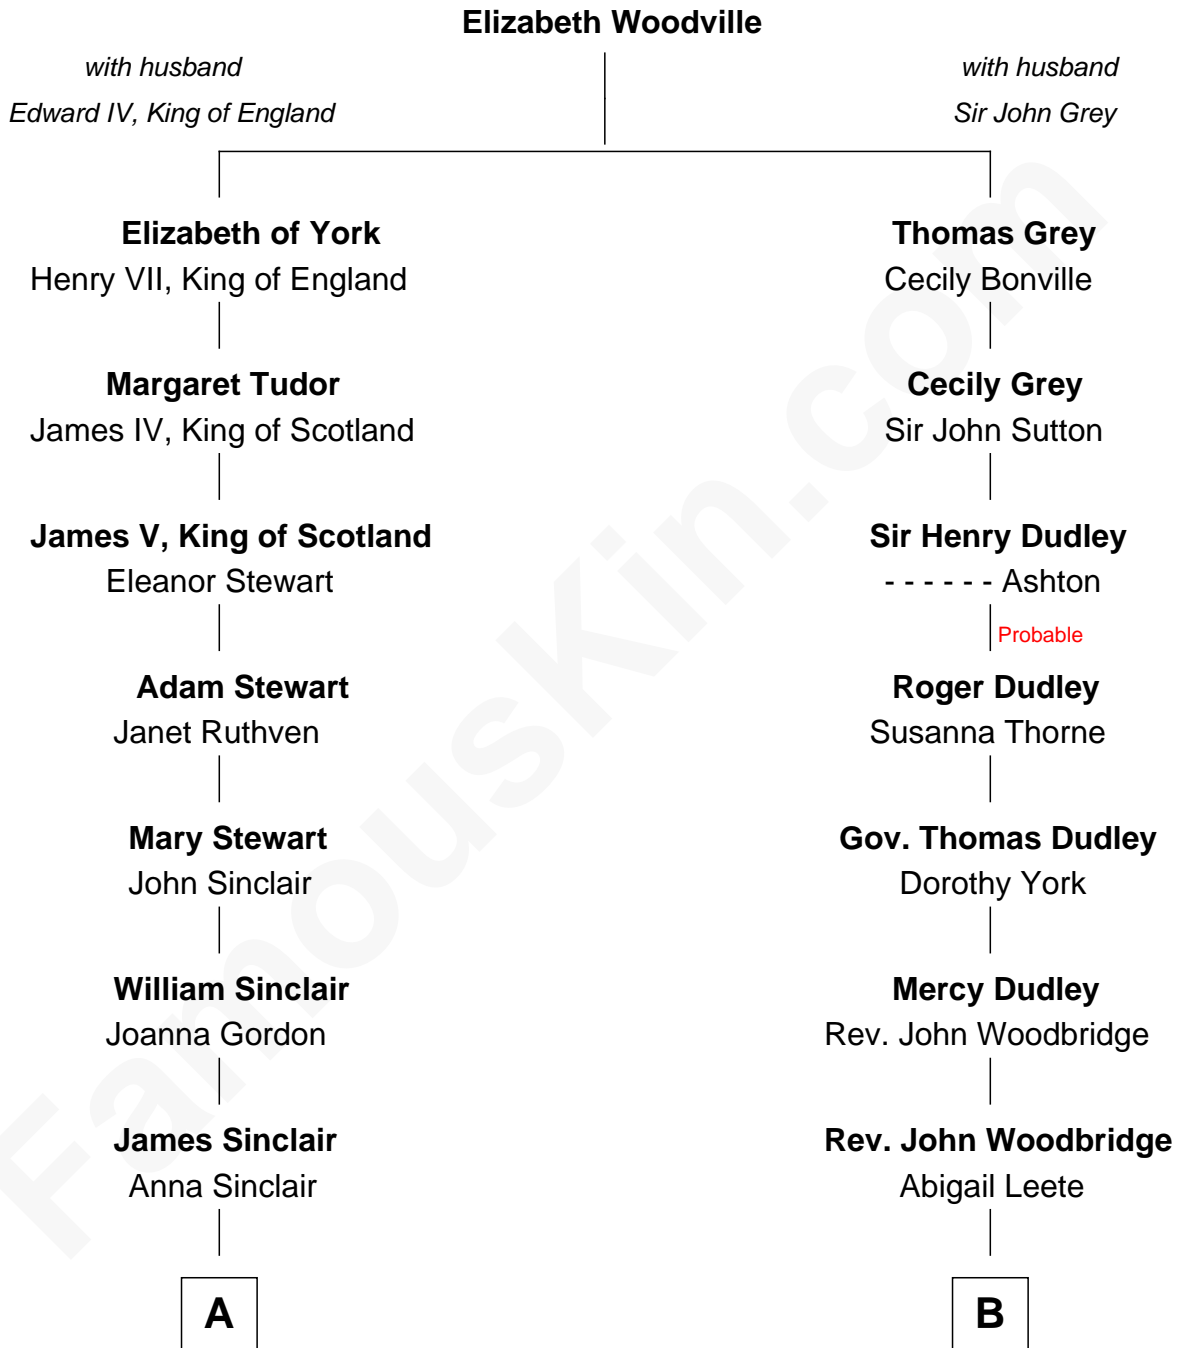 Elizabeth Woodville
with husband
Edward IV, King of England
with husband
Sir John Grey
Elizabeth of York
Henry VII, King of England
Thomas Grey
Cecily Bonville
Margaret Tudor
James IV, King of Scotland
Cecily Grey
Sir John Sutton
James V, King of Scotland
Eleanor Stewart
Sir Henry Dudley
- - - - - - Ashton
Probable
Adam Stewart
Janet Ruthven
Roger Dudley
Susanna Thorne
Mary Stewart
John Sinclair
Gov. Thomas Dudley
Dorothy York
William Sinclair
Joanna Gordon
Mercy Dudley
Rev. John Woodbridge
James Sinclair
Anna Sinclair
Rev. John Woodbridge
Abigail Leete
A
B
FamousKin.com